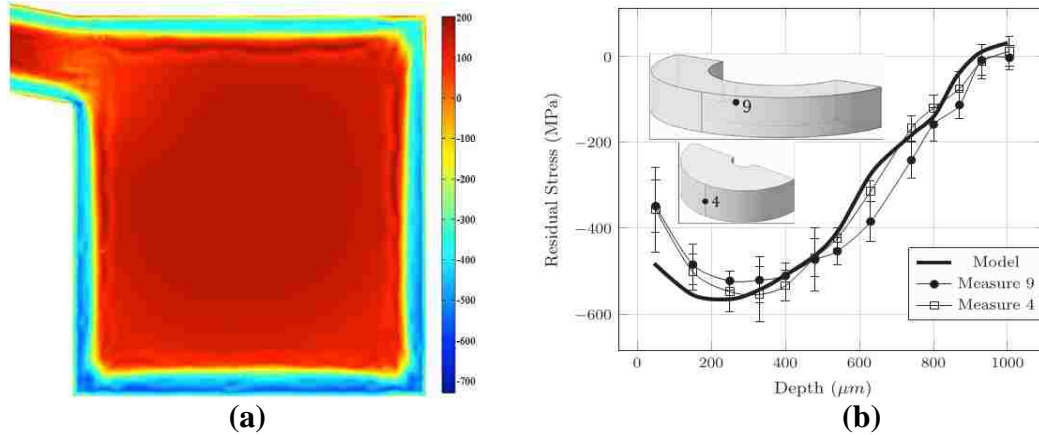 200
100
0
-100
-200
-300
-400
-500
-600
-700
(a)
Residual Stress (MPa)
0
−200
−400
−600
9
4
Model
Measure 9
Measure 4
0 200 400 600 800 1000
Depth (μm)
(b)